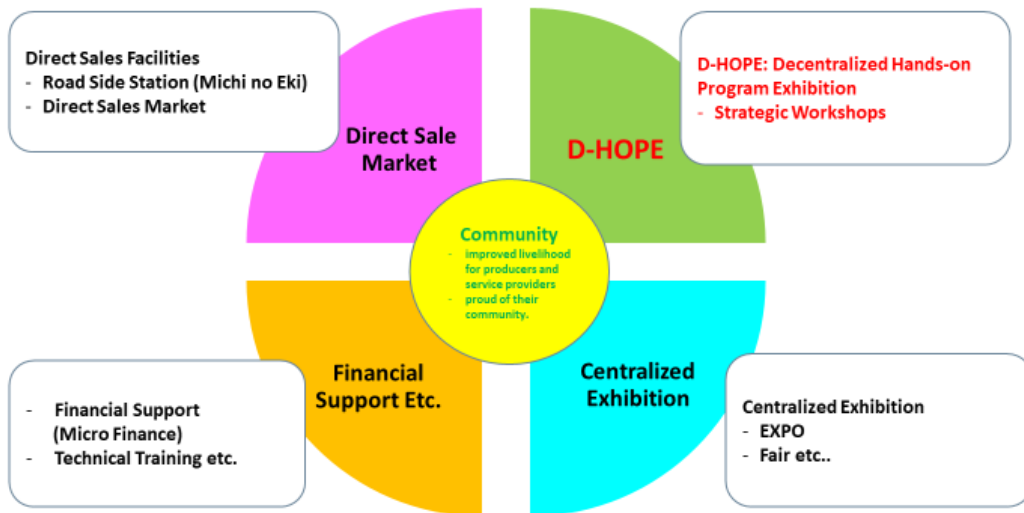 Direct Sales Facilities
- Road Side Station (Michi no Eki)
- Direct Sales Market
Direct Sale
Market
D-HOPE: Decentralized Hands-on
Program Exhibition
- Strategic Workshops
D-HOPE
Community
- improved livelihood
for producers and
service providers
- proud of their
community.
Financial
Support Etc.
- Financial Support
(Micro Finance)
- Technical Training etc.
Centralized
Exhibition
Centralized Exhibition
- EXPO
- Fair etc..